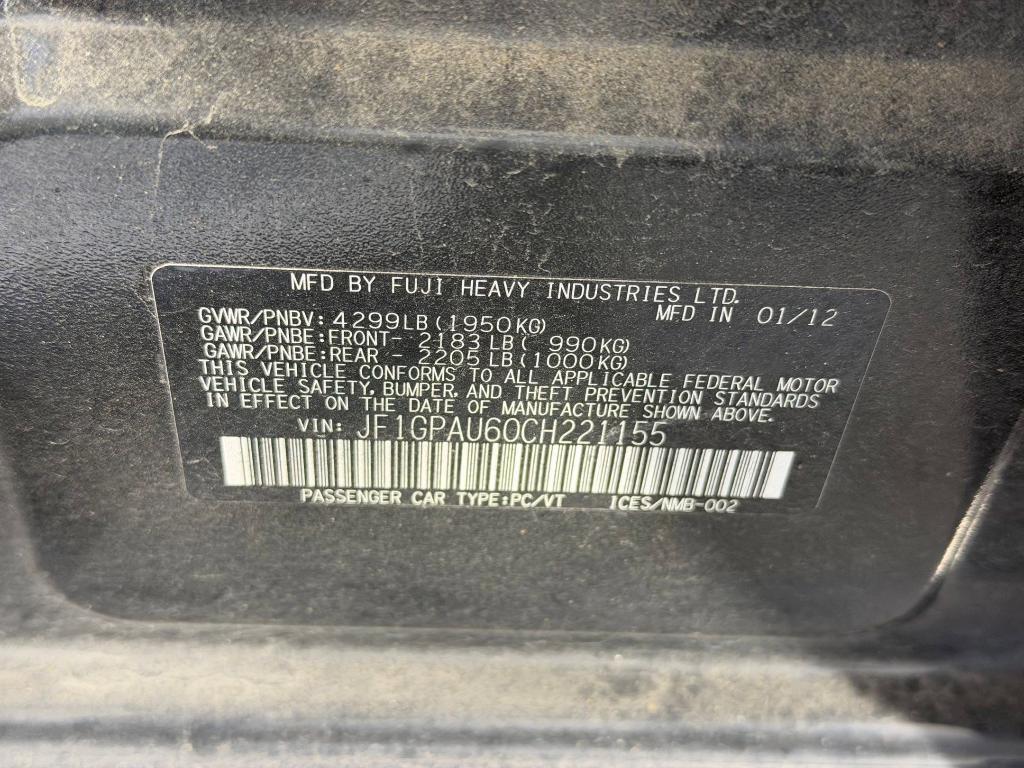 MFD BY FUJI HEAVY INDUSTRIES LTD.
GVWR/PNBV: 4299LB(1950KG) MFD IN 01/12
GAWR/PNBE:FRONT- 2183LB( 990KG)
GAWR/PNBE:REAR - 2205LB(1000KG)
THIS VEHICLE CONFORMS TO ALL APPLICABLE FEDERAL MOTOR
VEHICLE SAFETY, BUMPER, AND THEFT PREVENTION STANDARDS
IN EFFECT ON THE DATE OF MANUFACTURE SHOWN ABOVE.
VIN: JF1GPAU60CH221155
PASSENGER CAR TYPE:PC/VT ICES/NMB-002